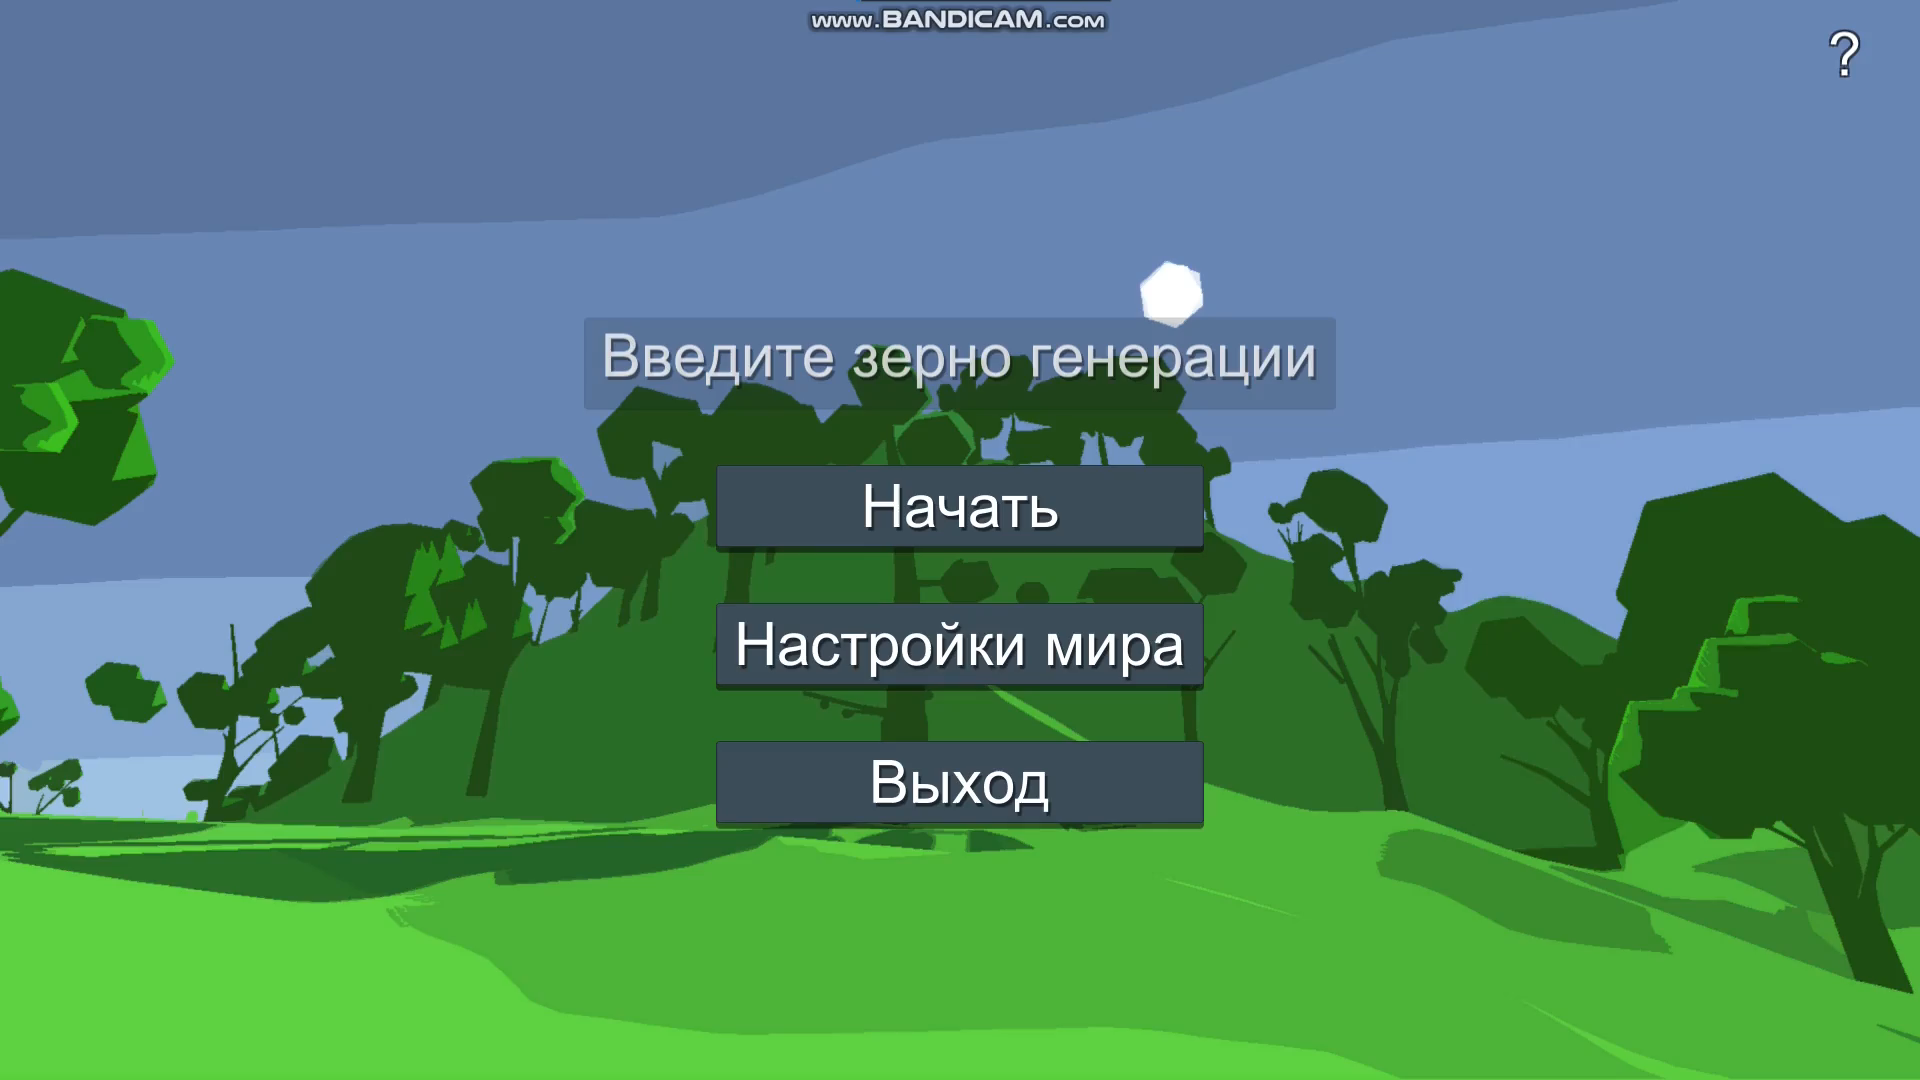 www.BANDICAM.com
?
Введите зерно генерации
Начать
Настройки мира
Выход